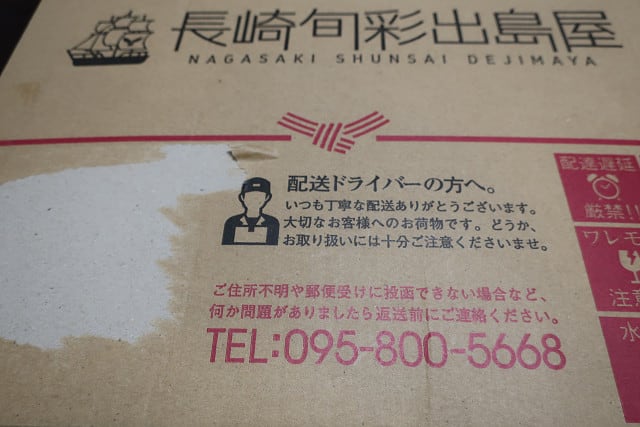 長崎旬彩出島屋
NAGASAKI SHUNSAI DEJIMAYA
配送ドライバーの方へ。
いつも丁寧な配送ありがとうございます。
大切なお客様へのお荷物です。どうか、
お取り扱いには十分ご注意くださいませ。
ご住所不明や郵便受けに投函できない場合など、
何か問題がありましたら返送前にご連絡ください。
TEL:095-800-5668
配達遅延
厳禁!!
ワレモ
注意
水